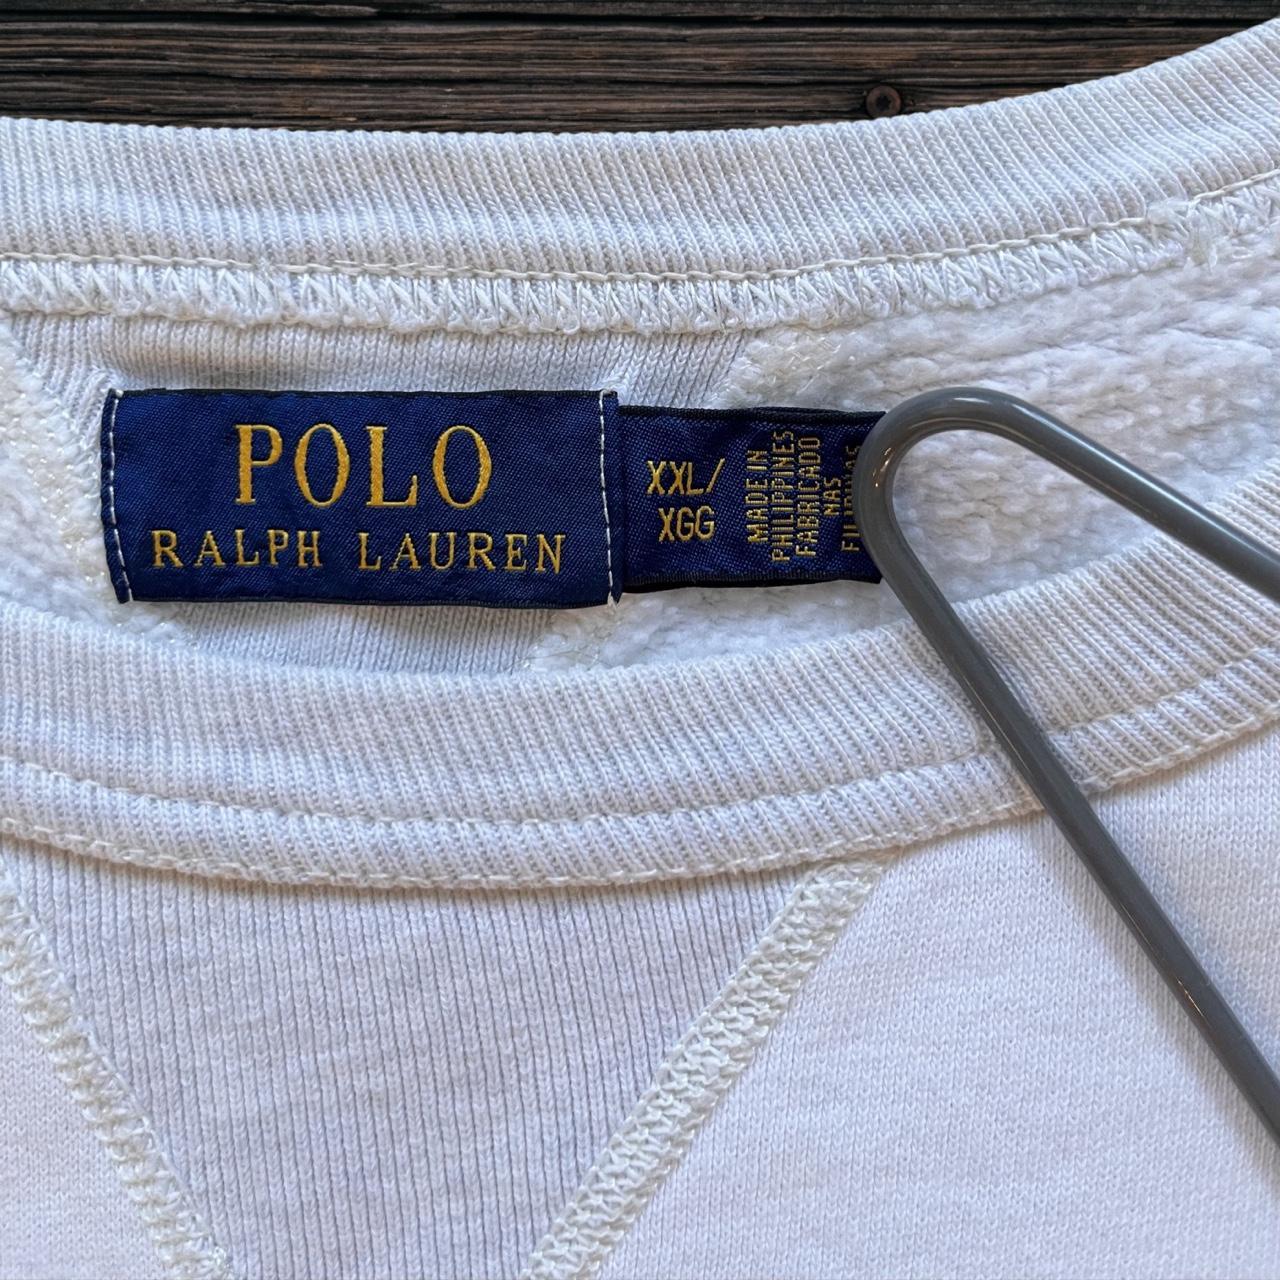 POLO
RALPH LAUREN
XXL/
XGG
MADE IN
PHILIPPINES
FABRICADO
NAS